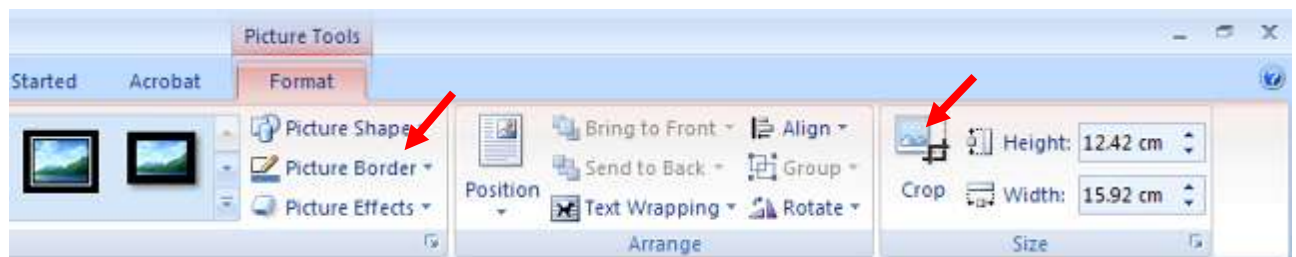 Picture Tools
Started Acrobat Format
Picture Shape Bring to Front Align Height: 12.42 cm
Picture Border Send to Back Group
Position Crop Width: 15.92 cm
Picture Effects Text Wrapping Rotate
Arrange Size